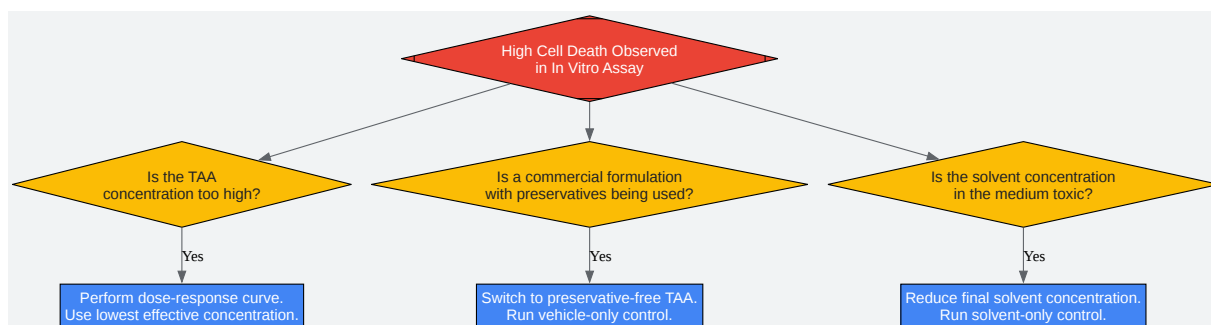 High Cell Death Observed
in In Vitro Assay
Is the TAA
concentration too high?
Is a commercial formulation
with preservatives being used?
Is the solvent concentration
in the medium toxic?
Yes
Yes
Yes
Perform dose-response curve.
Use lowest effective concentration.
Switch to preservative-free TAA.
Run vehicle-only control.
Reduce final solvent concentration.
Run solvent-only control.